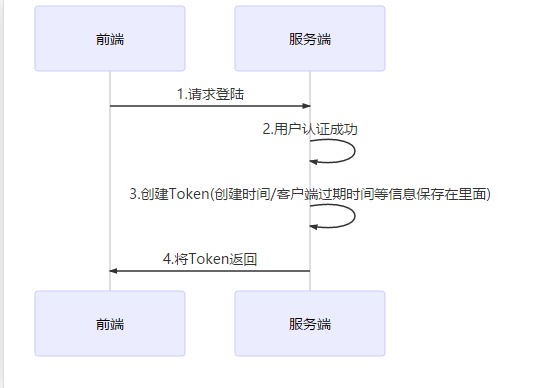 前端 服务端
1.请求登陆
2.用户认证成功
3.创建Token(创建时间/客户端过期时间等信息保存在里面)
4.将Token返回
前端 服务端